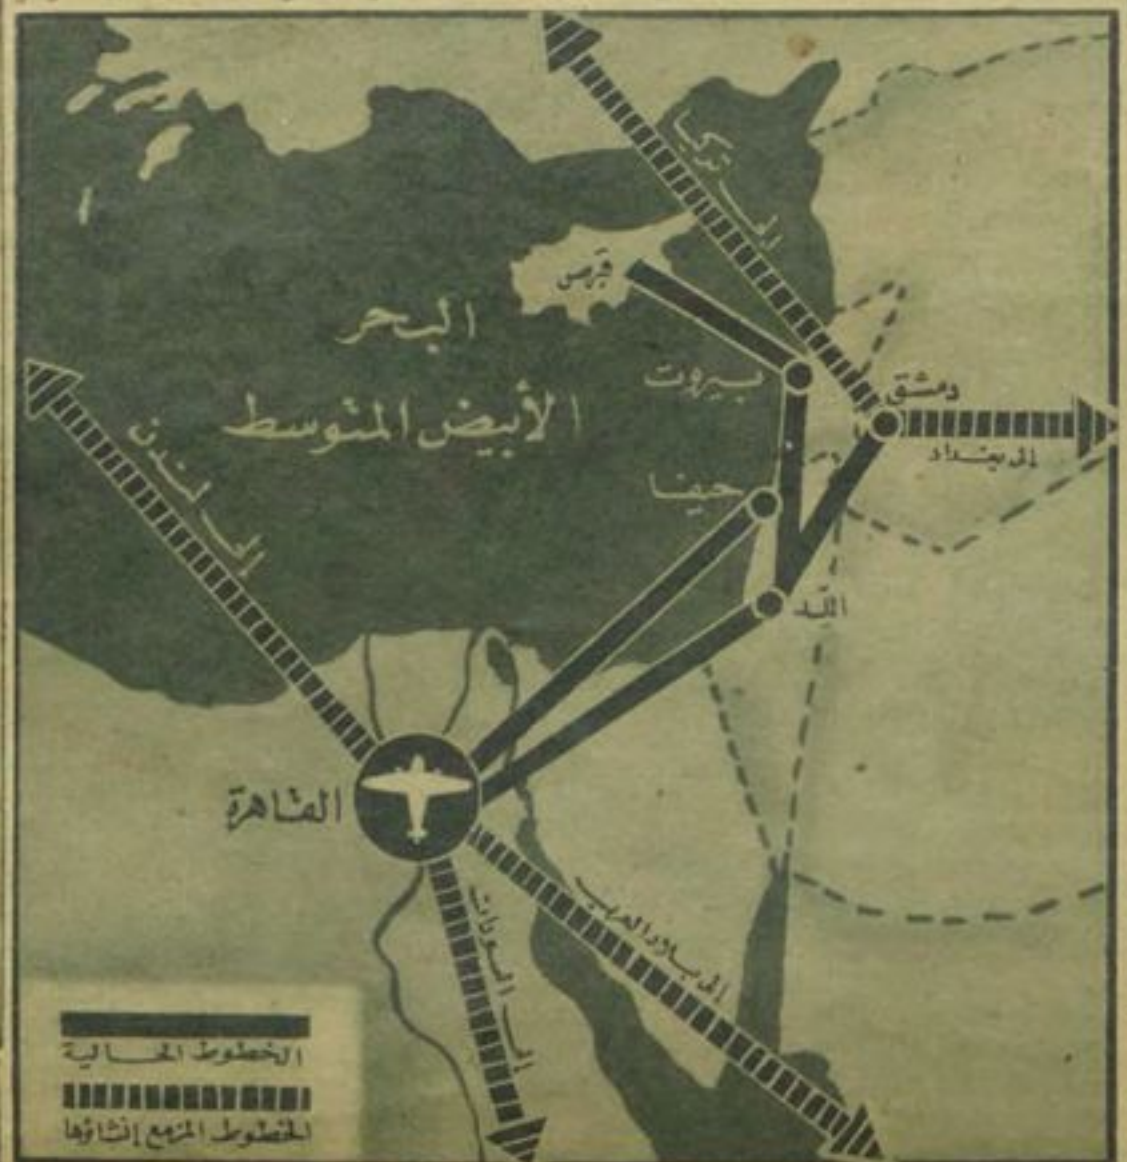 إلى تركيا
قبرص
البحر
الأبيض المتوسط
بيروت
دمشق
إلى بغداد
حيفا
إلى لندن
اللد
القاهرة
إلى بلاد العرب
إلى السودان
الخطوط الحالية
الخطوط المزمع إنشاؤها